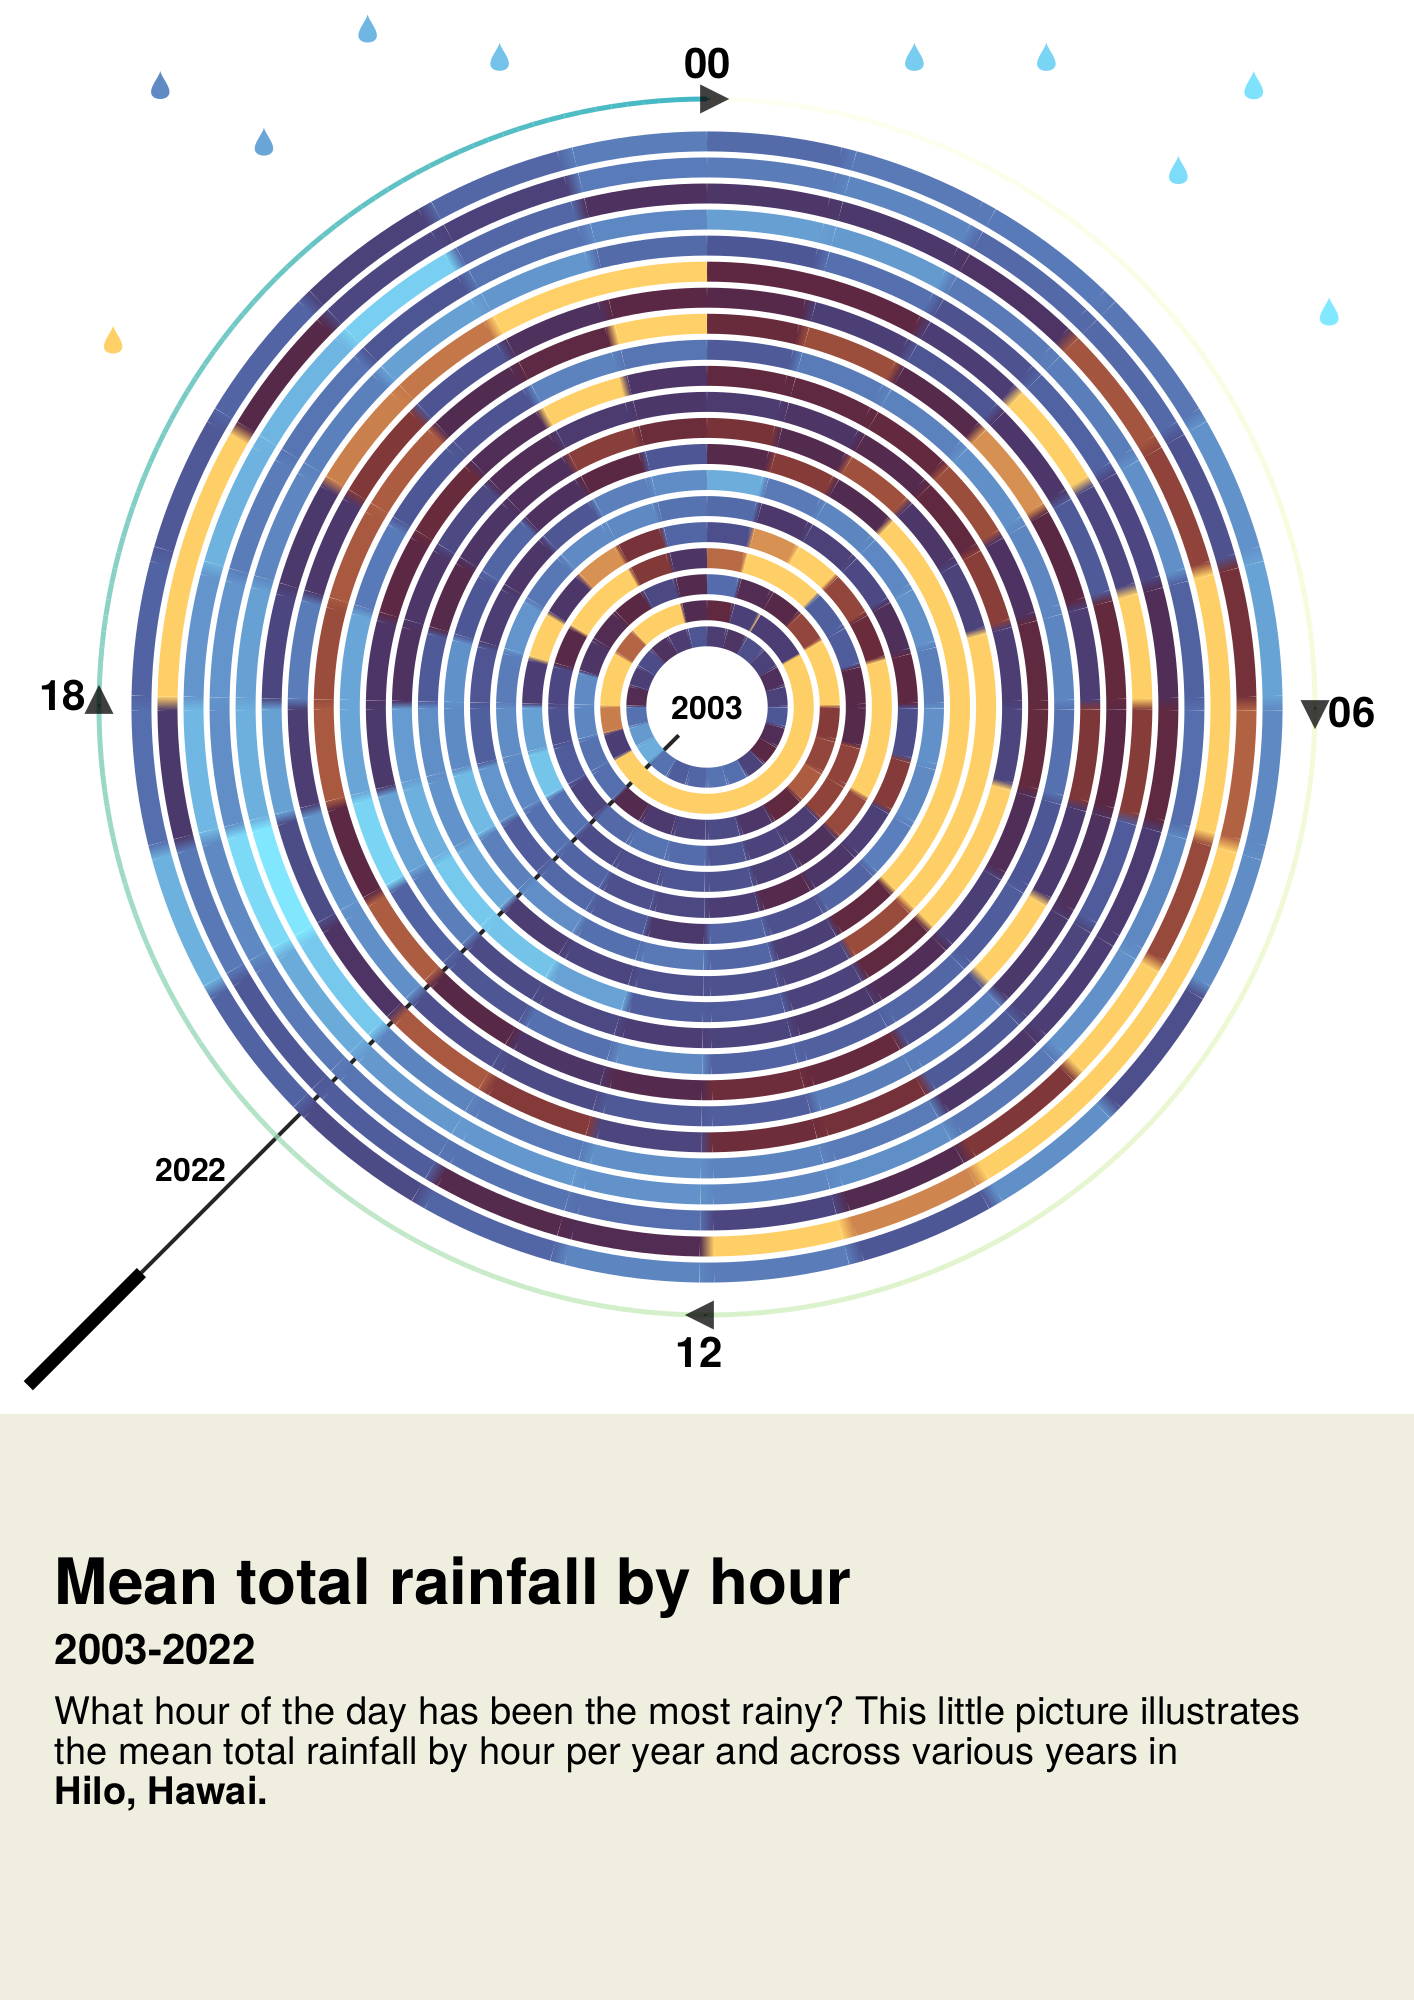 00
18
2003
06
2022
12
Mean total rainfall by hour
2003-2022
What hour of the day has been the most rainy? This little picture illustrates
the mean total rainfall by hour per year and across various years in
Hilo, Hawai.